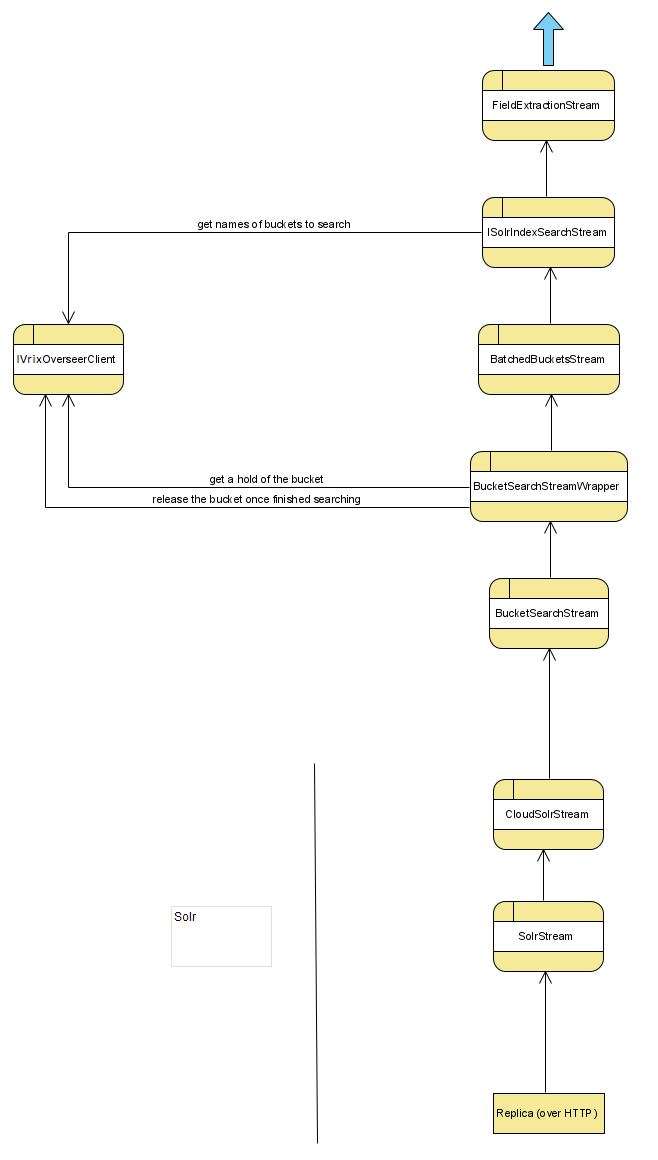 FieldExtractionStream
get names of buckets to search
ISolrIndexSearchStream
IVrixOverseerClient
BatchedBucketsStream
get a hold of the bucket
BucketSearchStreamWrapper
release the bucket once finished searching
BucketSearchStream
CloudSolrStream
Solr
SolrStream
Replica (over HTTP)